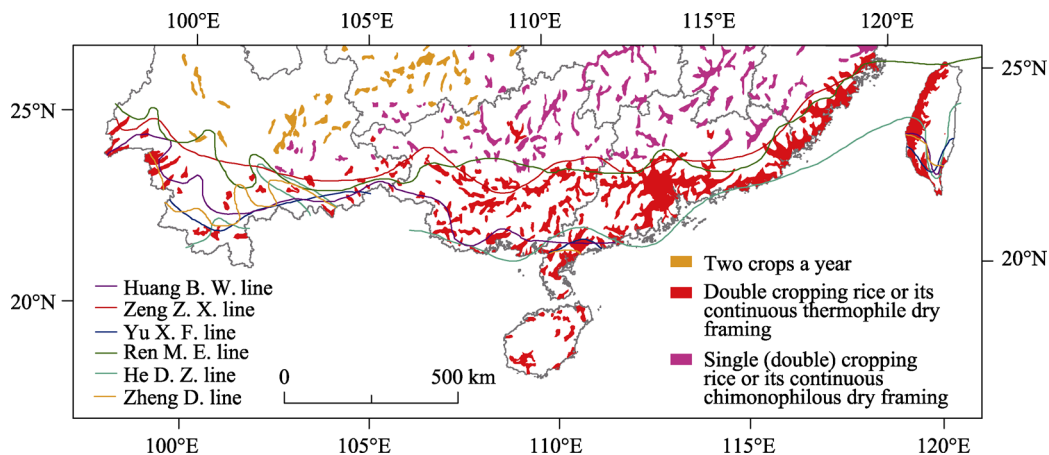 100°E 105°E 110°E 115°E 120°E
25°N 25°N
20°N 20°N
Two crops a year
Double cropping rice or its
continuous thermophile dry
framing
Single (double) cropping
rice or its continuous
chimonophilous dry framing
Huang B. W. line
Zeng Z. X. line
Yu X. F. line
Ren M. E. line
He D. Z. line
Zheng D. line
0 500 km
100°E 105°E 110°E 115°E 120°E